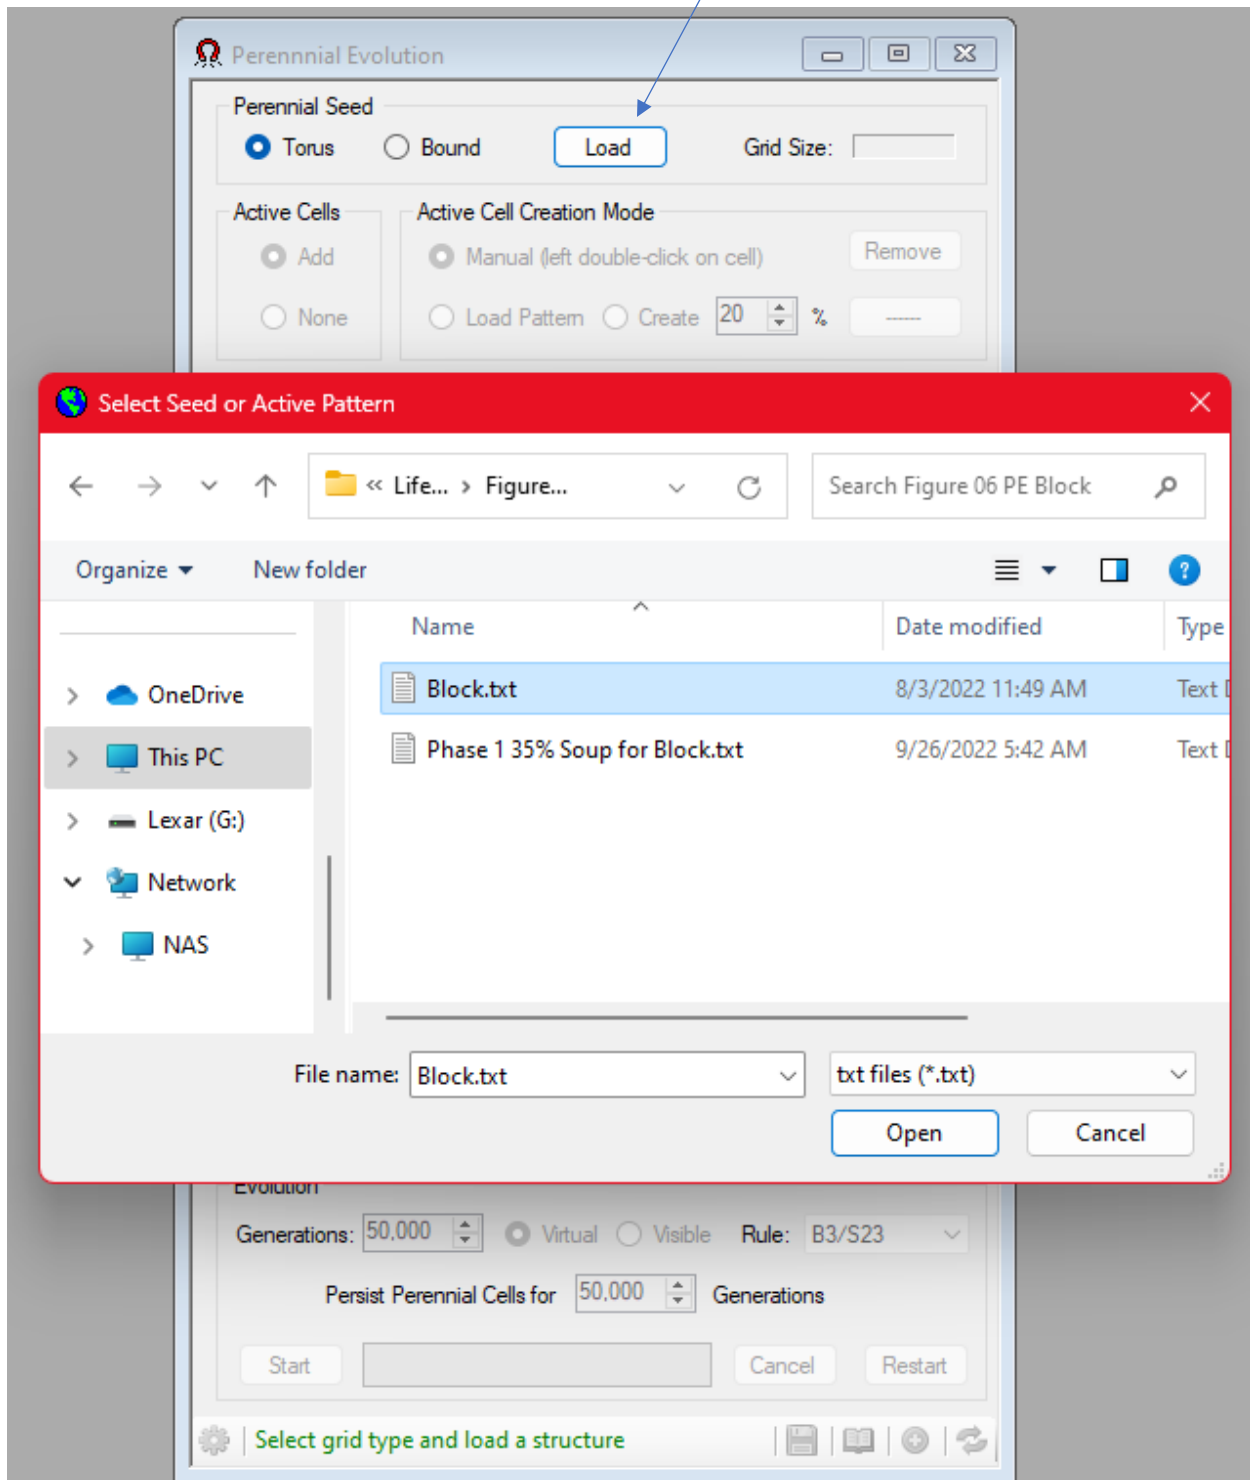 Perennnial Evolution
Perennial Seed
Torus Bound Load Grid Size:
Active Cells Active Cell Creation Mode
Add Manual (left double-click on cell) Remove
None Load Pattern Create 20 % ------
Select Seed or Active Pattern
« Life... > Figure... Search Figure 06 PE Block
Organize New folder
Name Date modified Type
OneDrive Block.txt 8/3/2022 11:49 AM Text
This PC Phase 1 35% Soup for Block.txt 9/26/2022 5:42 AM Text
Lexar (G:)
Network
NAS
File name: Block.txt txt files (*.txt)
Open Cancel
Evolution
Generations: 50,000 Virtual Visible Rule: B3/S23
Persist Perennial Cells for 50,000 Generations
Start Cancel Restart
Select grid type and load a structure